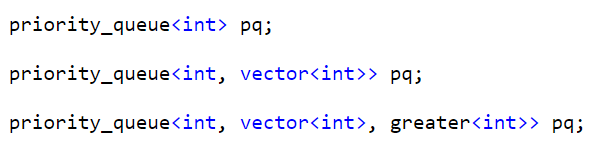 priority_queue<int> pq;
priority_queue<int, vector<int>> pq;
priority_queue<int, vector<int>, greater<int>> pq;